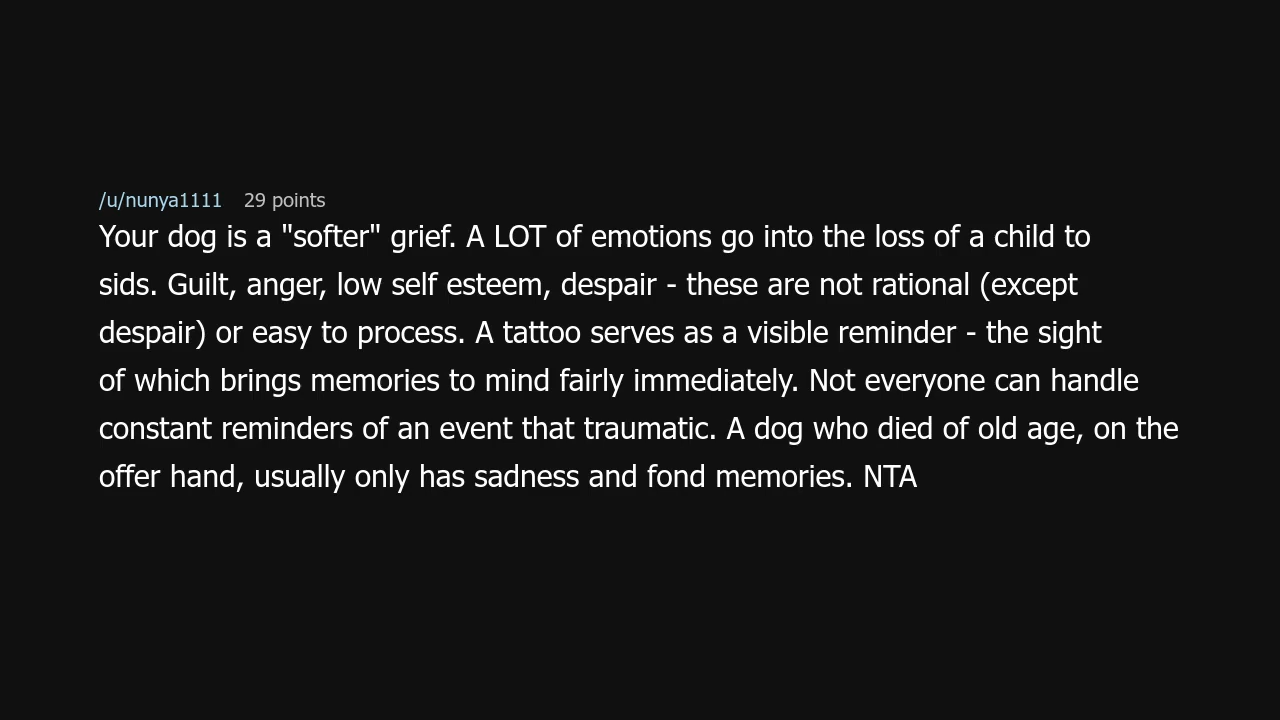 /u/nunya1111 29 points
Your dog is a "softer" grief. A LOT of emotions go into the loss of a child to
sids. Guilt, anger, low self esteem, despair - these are not rational (except
despair) or easy to process. A tattoo serves as a visible reminder - the sight
of which brings memories to mind fairly immediately. Not everyone can handle
constant reminders of an event that traumatic. A dog who died of old age, on the
offer hand, usually only has sadness and fond memories. NTA